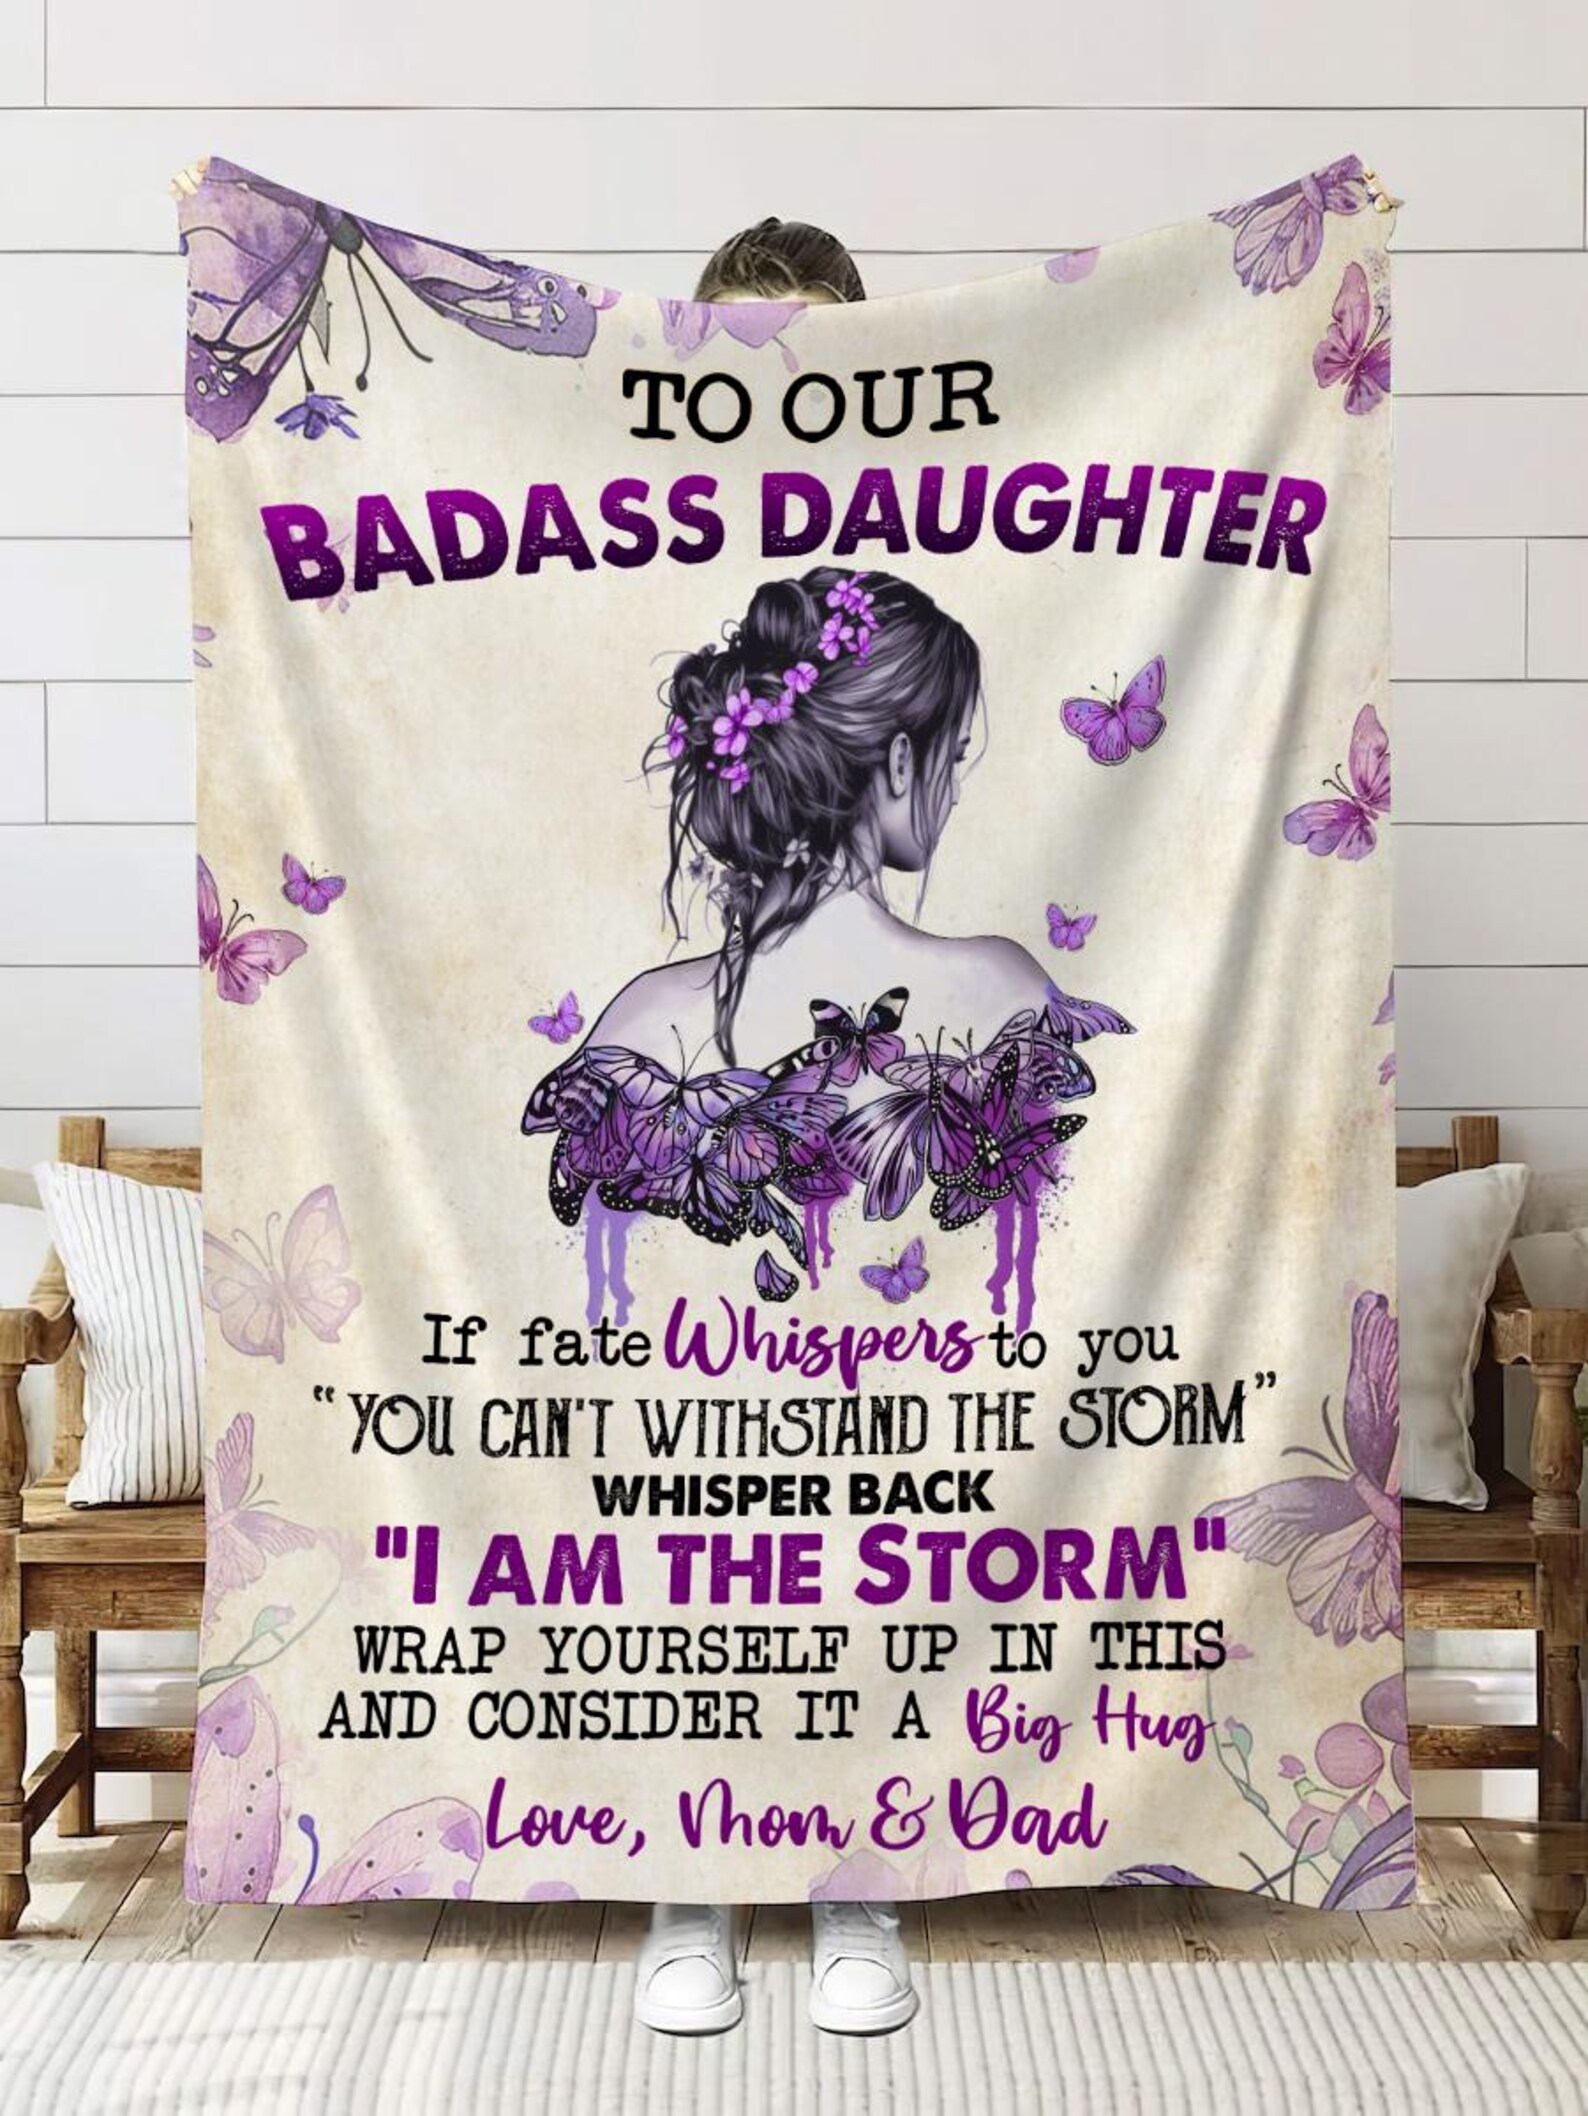 TO OUR
BADASS DAUGHTER
If fate Whispers to you
“YOU CAN'T WITHSTAND THE STORM”
WHISPER BACK
"I AM THE STORM"
WRAP YOURSELF UP IN THIS
AND CONSIDER IT A Big Hug
Love, Mom & Dad